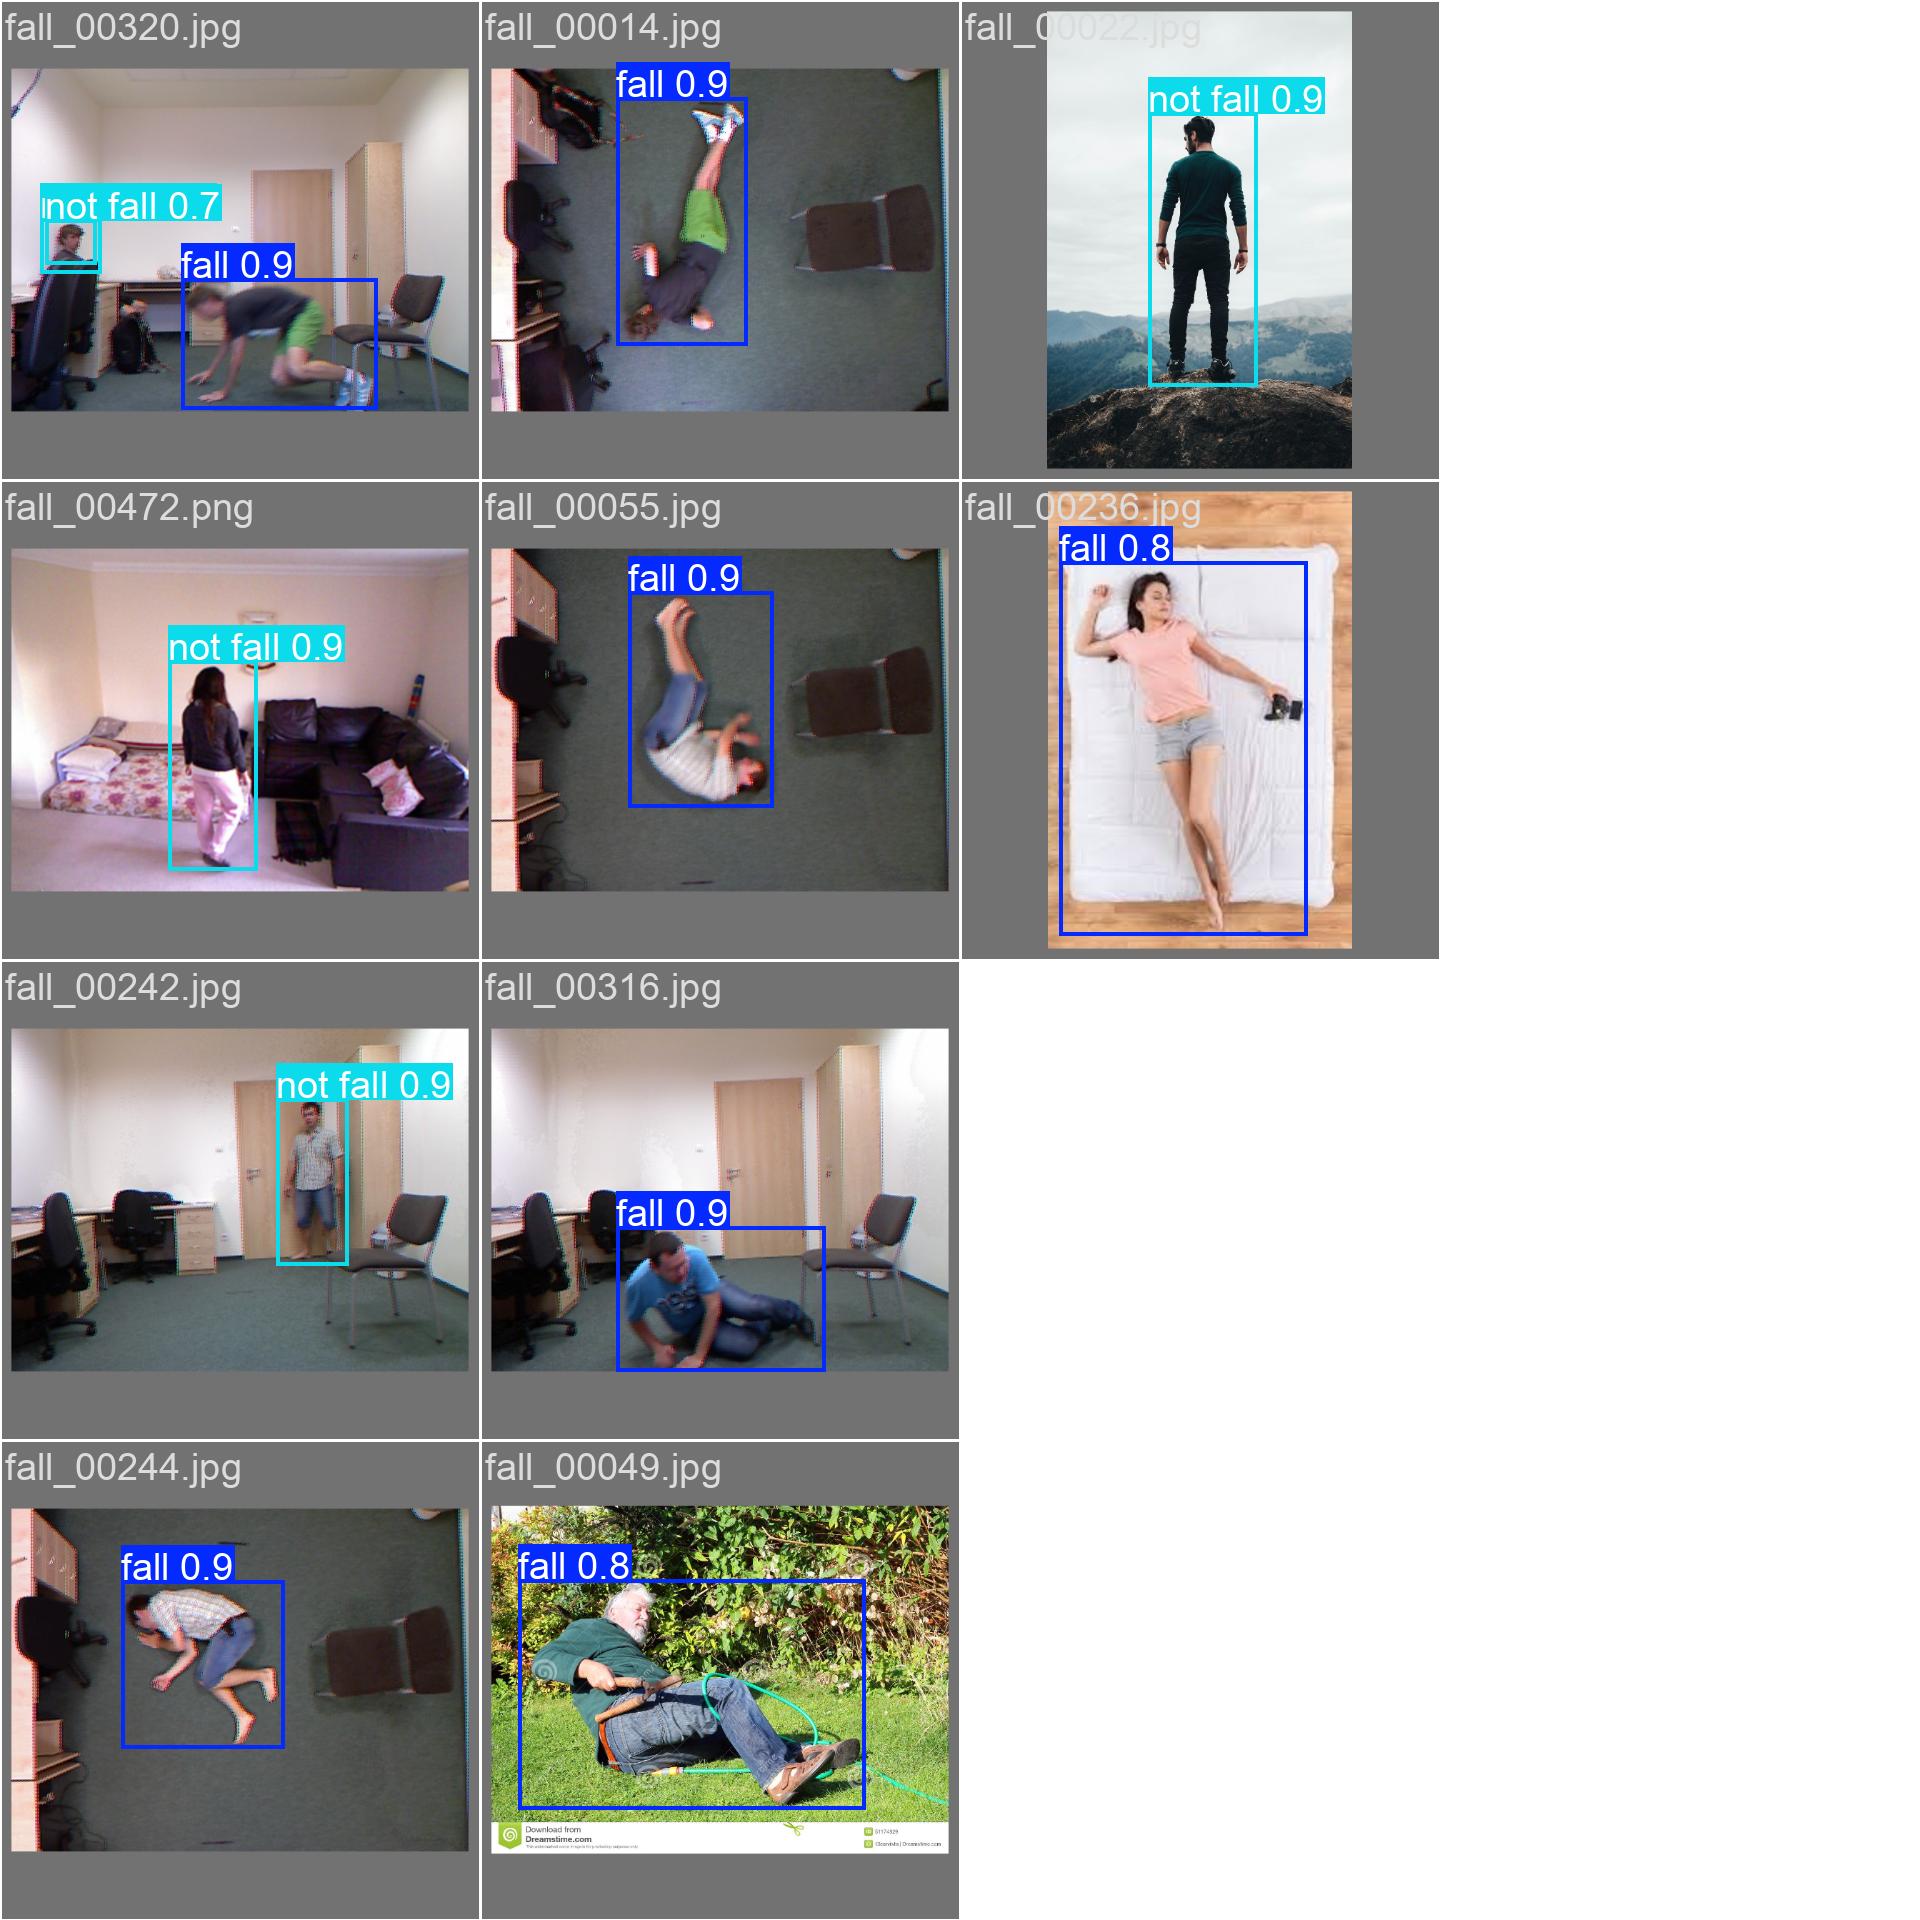 fall_00320.jpg
not fall 0.7
fall 0.9
fall_00014.jpg
fall 0.9
fall_00022.jpg
not fall 0.9
fall_00472.png
not fall 0.9
fall_00055.jpg
fall 0.9
fall_00236.jpg
fall 0.8
fall_00242.jpg
not fall 0.9
fall_00316.jpg
fall 0.9
fall_00244.jpg
fall 0.9
fall_00049.jpg
fall 0.8
Download from
Dreamstime.com